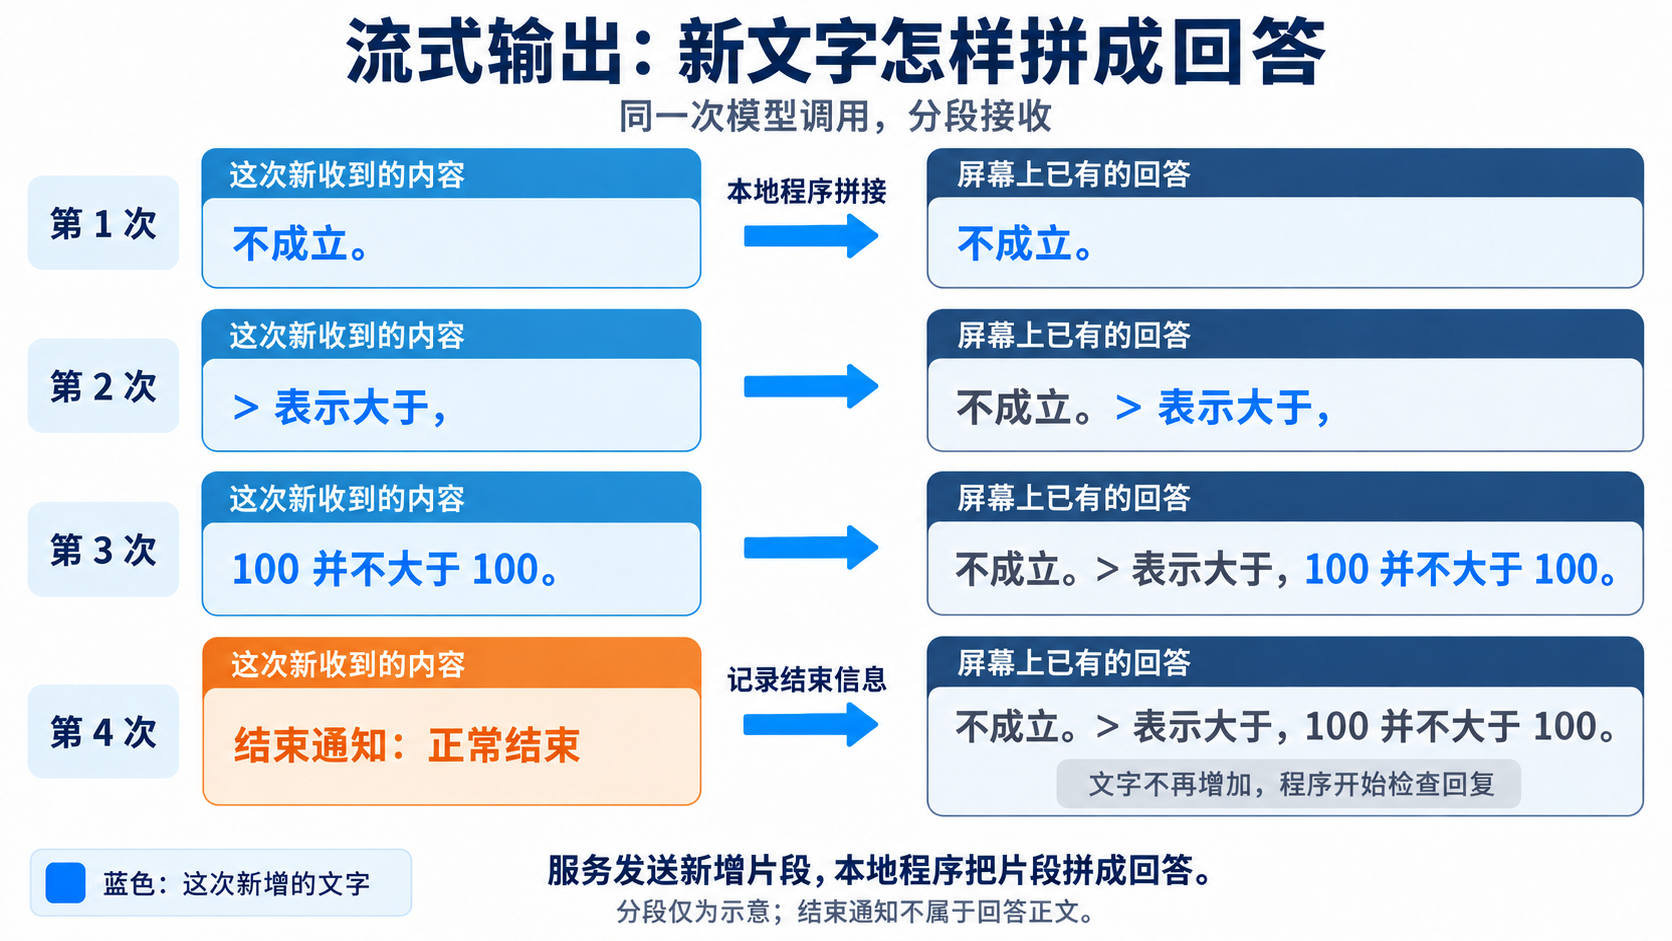 流式输出：新文字怎样拼成回答
同一次模型调用，分段接收
第 1 次
这次新收到的内容
不成立。
本地程序拼接
屏幕上已有的回答
不成立。
第 2 次
这次新收到的内容
> 表示大于，
屏幕上已有的回答
不成立。> 表示大于，
第 3 次
这次新收到的内容
100 并不大于 100。
屏幕上已有的回答
不成立。> 表示大于，100 并不大于 100。
第 4 次
这次新收到的内容
结束通知：正常结束
记录结束信息
屏幕上已有的回答
不成立。> 表示大于，100 并不大于 100。
文字不再增加，程序开始检查回复
蓝色：这次新增的文字
服务发送新增片段，本地程序把片段拼成回答。
分段仅为示意；结束通知不属于回答正文。